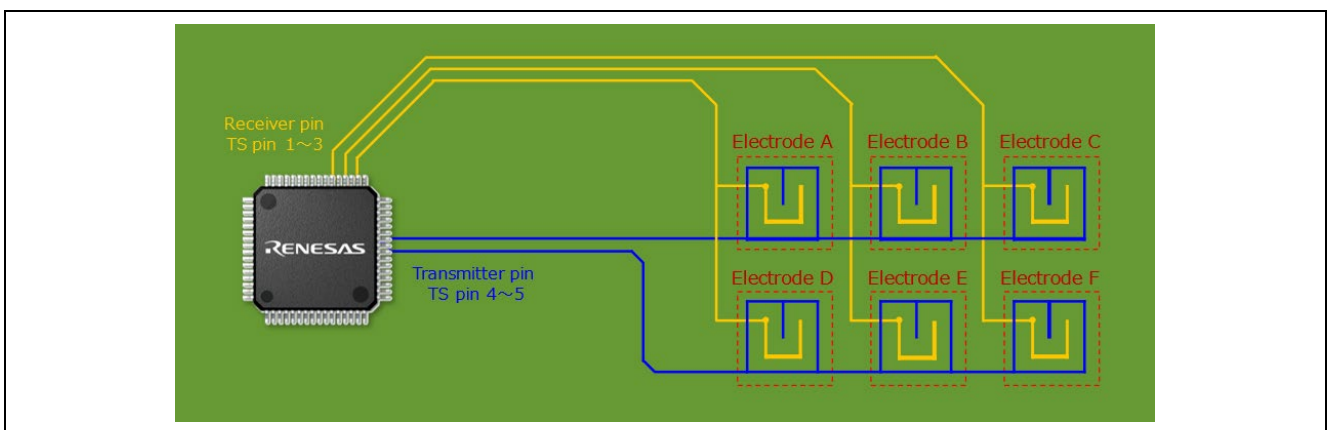 Receiver pin
TS pin 1～3
Electrode A
Electrode B
Electrode C
RENESAS
Transmitter pin
TS pin 4～5
Electrode D
Electrode E
Electrode F